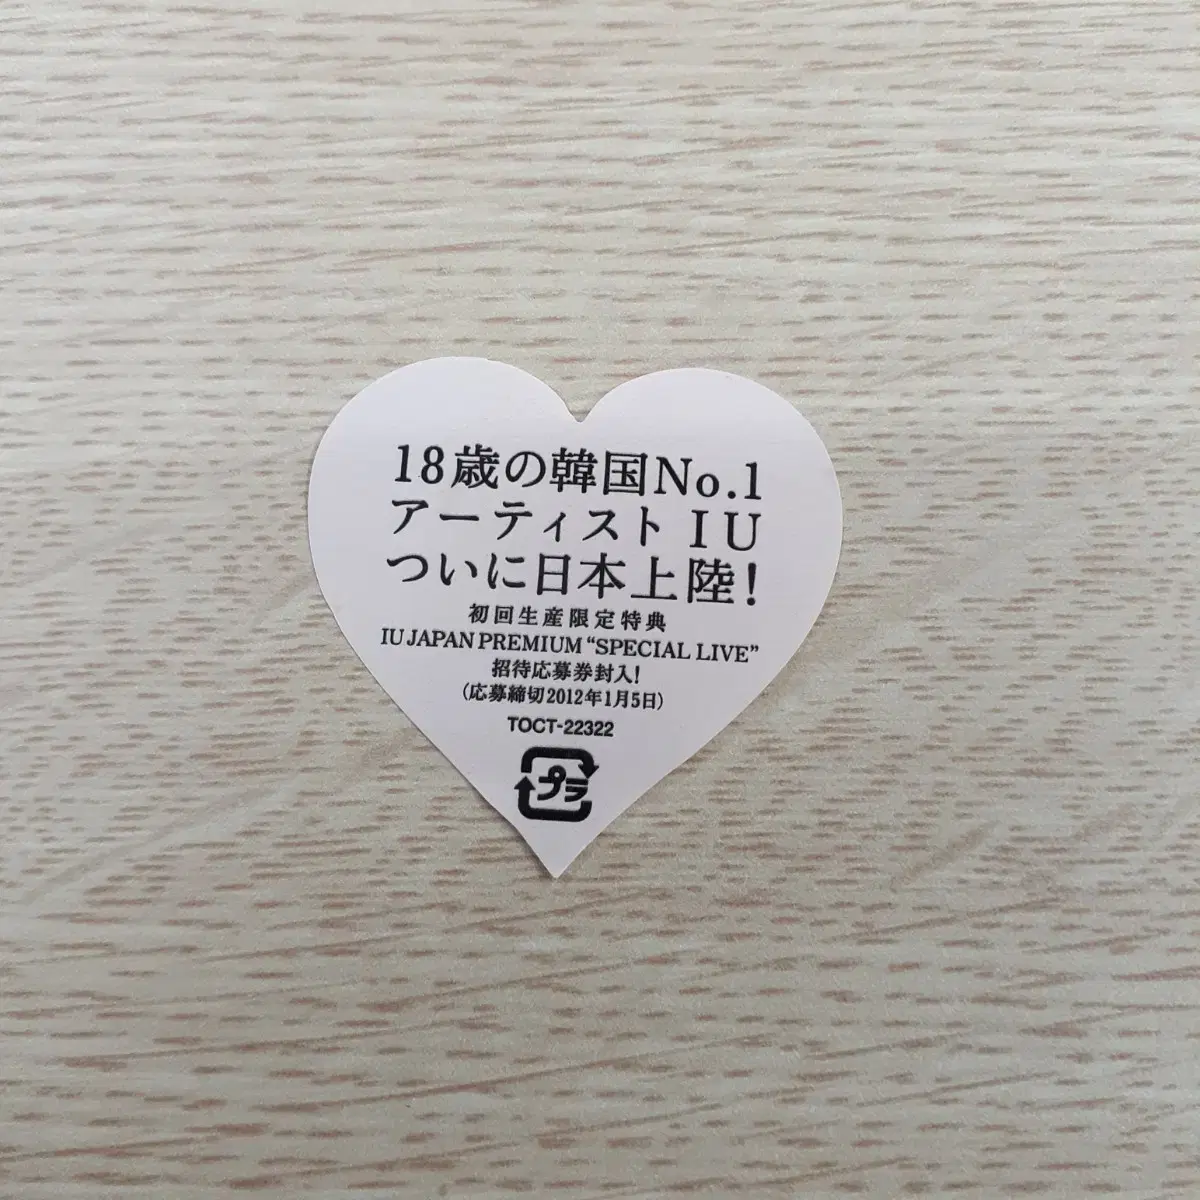 18歳の韓国No.1
アーティスト IU
ついに日本上陸!
初回生産限定特典
IU JAPAN PREMIUM “SPECIAL LIVE”
招待応募券封入!
(応募締切2012年1月5日)
TOCT-22322
プラ